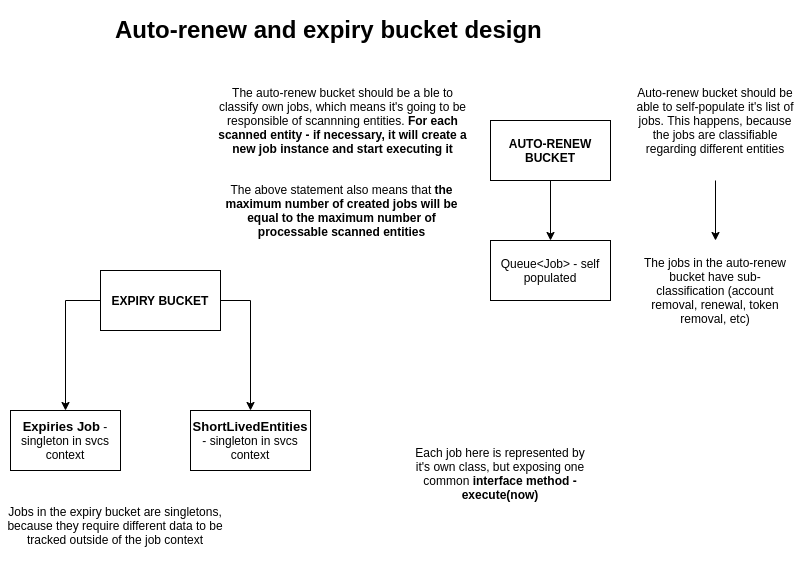 Auto-renew and expiry bucket design
The auto-renew bucket should be a ble to
classify own jobs, which means it's going to be
responsible of scannning entities. For each
scanned entity - if necessary, it will create a
new job instance and start executing it
The above statement also means that the
maximum number of created jobs will be
equal to the maximum number of
processable scanned entities
AUTO-RENEW
BUCKET
Queue<Job> - self
populated
Auto-renew bucket should be
able to self-populate it's list of
jobs. This happens, because
the jobs are classifiable
regarding different entities
The jobs in the auto-renew
bucket have sub-
classification (account
removal, renewal, token
removal, etc)
EXPIRY BUCKET
Expiries Job -
singleton in svcs
context
ShortLivedEntities
- singleton in svcs
context
Jobs in the expiry bucket are singletons,
because they require different data to be
tracked outside of the job context
Each job here is represented by
it's own class, but exposing one
common interface method -
execute(now)